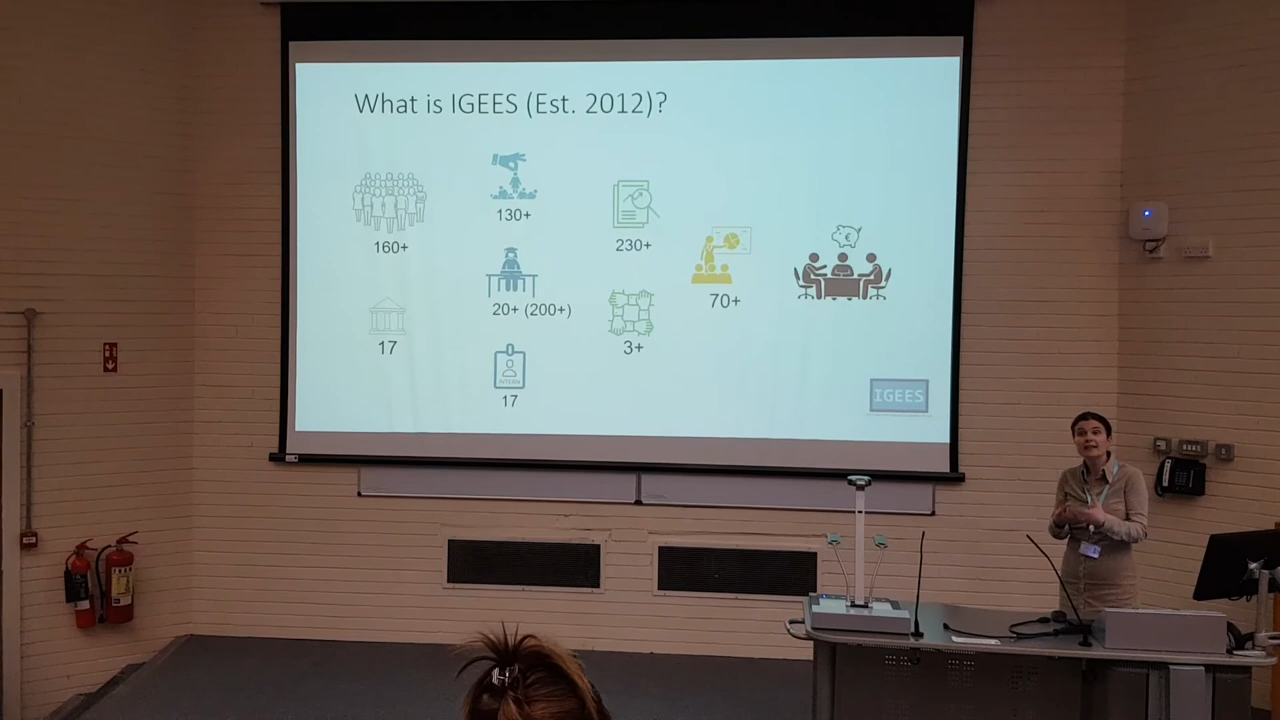 What is IGEES (Est. 2012)?
160+
130+
230+
70+
20+ (200+)
17
3+
INTERN
17
IGEES